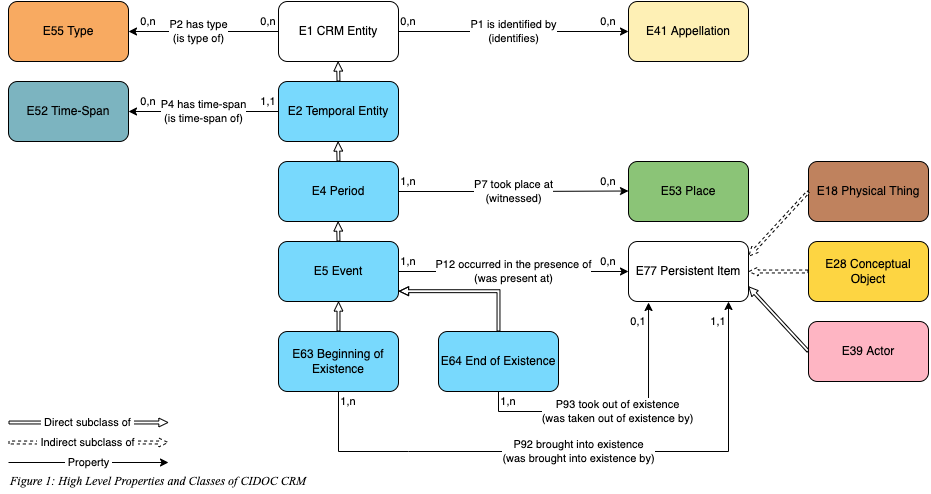 0,n P2 has type 0,n
(is type of)
E55 Type
E1 CRM Entity
0,n P1 is identified by 0,n
(identifies)
E41 Appellation
E52 Time-Span
0,n P4 has time-span 1,1
(is time-span of)
E2 Temporal Entity
E4 Period
1,n P7 took place at 0,n
(witnessed)
E53 Place
E18 Physical Thing
E5 Event
1,n P12 occurred in the presence of 0,n
(was present at)
E77 Persistent Item
E28 Conceptual
Object
0,1 1,1
E63 Beginning of
Existence
E64 End of Existence
E39 Actor
1,n
1,n
P93 took out of existence
(was taken out of existence by)
P92 brought into existence
(was brought into existence by)
Direct subclass of
Indirect subclass of
Property
Figure 1: High Level Properties and Classes of CIDOC CRM